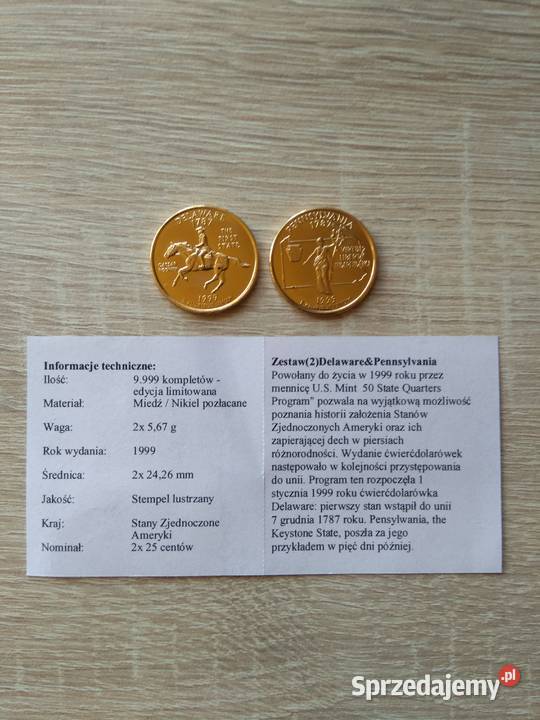 DELAWARE
1787
THE
FIRST
STATE
CAESAR
RODNEY
1999
PENNSYLVANIA
1787
VIRTUE
LIBERTY
INDEPENDENCE
1999
Informacje techniczne:
Ilość: 9.999 kompletów -
edycja limitowana
Materiał: Miedź / Nikiel pozłacane
Waga: 2x 5,67 g
Rok wydania: 1999
Średnica: 2x 24,26 mm
Jakość: Stempel lustrzany
Kraj: Stany Zjednoczone
Ameryki
Nominał: 2x 25 centów
Zestaw(2)Delaware&Pennsylvania
Powołany do życia w 1999 roku przez
mennicę U.S. Mint 50 State Quarters
Program" pozwala na wyjątkową możliwość
poznania historii założenia Stanów
Zjednoczonych Ameryki oraz ich
zapierającej dech w piersiach
różnorodności. Wydanie ćwierćdolarówek
następowało w kolejności przystępowania
do unii. Program ten rozpoczęła 1
stycznia 1999 roku ćwierćdolarówka
Delaware: pierwszy stan wstąpił do unii
7 grudnia 1787 roku. Pensylwania, the
Keystone State, poszła za jego
przykładem w pięć dni później.
Sprzedajemy.pl